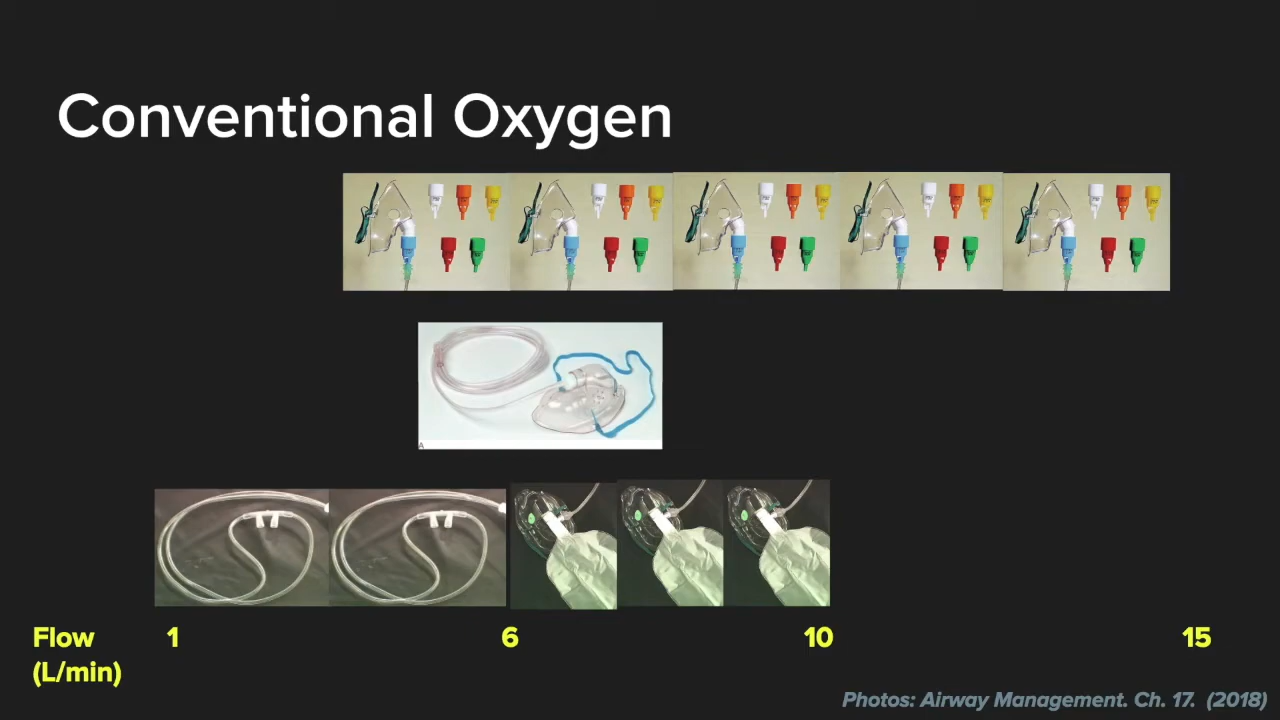 Conventional Oxygen
A
Flow 1 6 10 15
(L/min)
Photos: Airway Management. Ch. 17. (2018)